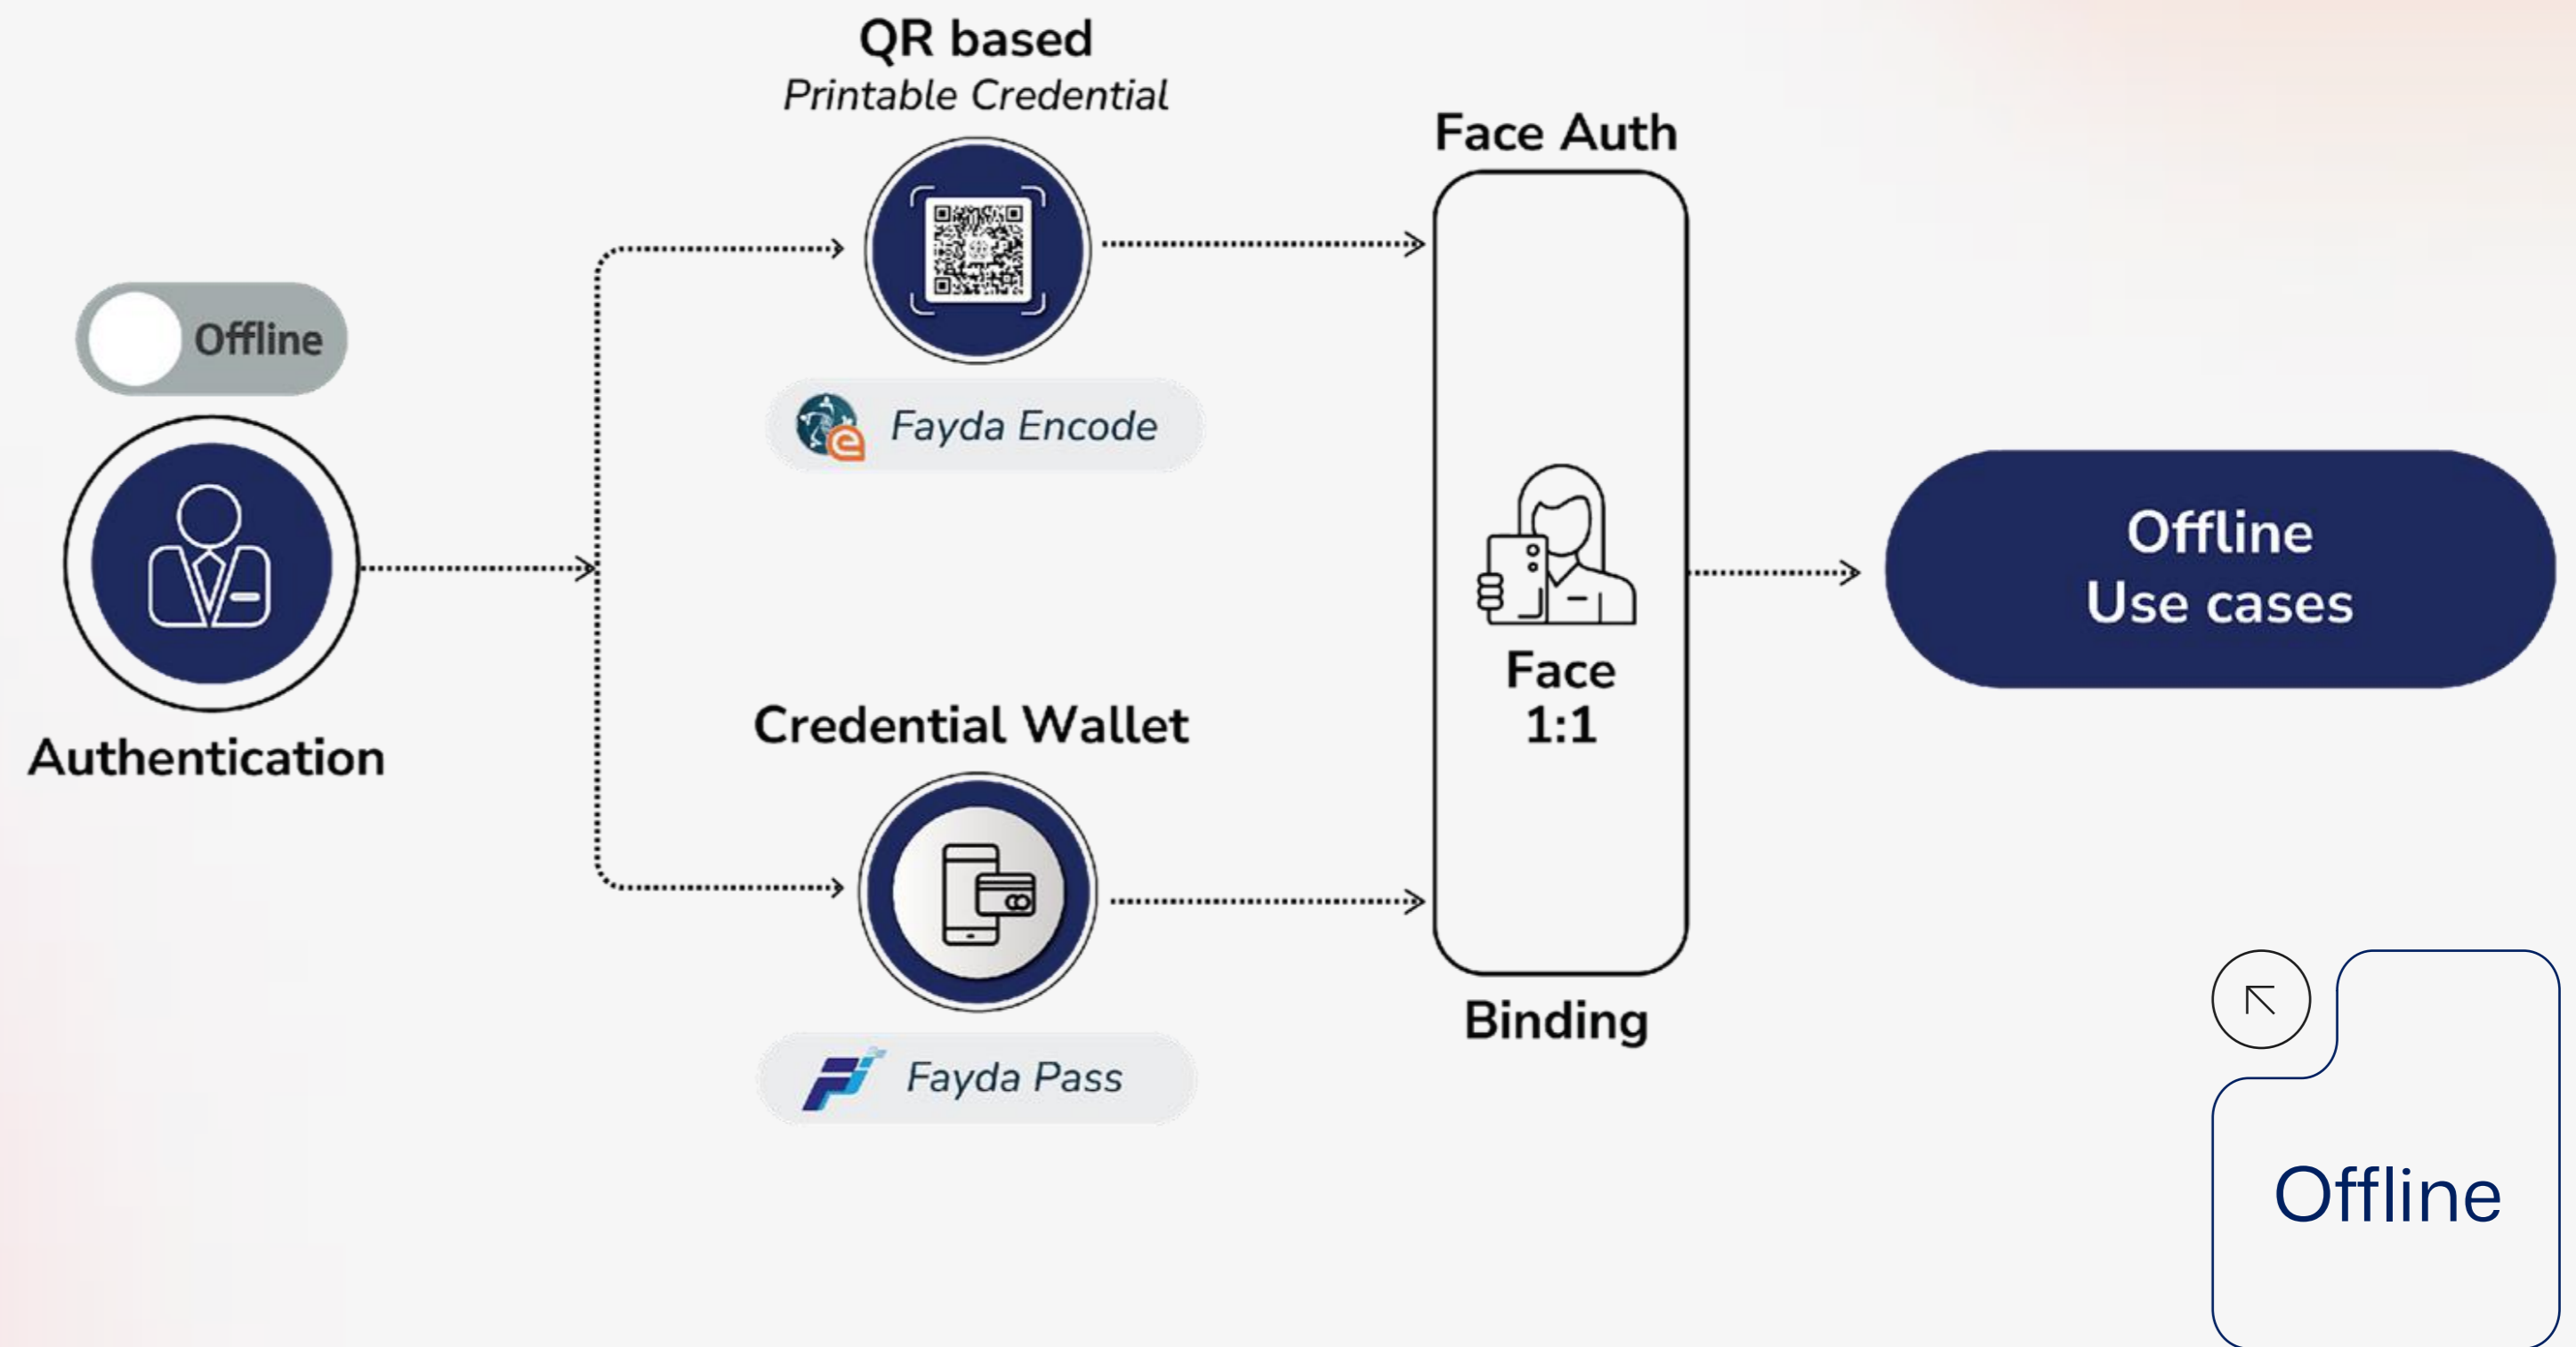 QR based
Printable Credential
Face Auth
Offline
Fayda Encode
Offline
Use cases
Face
1:1
Credential Wallet
Authentication
Binding
Fayda Pass
Offline